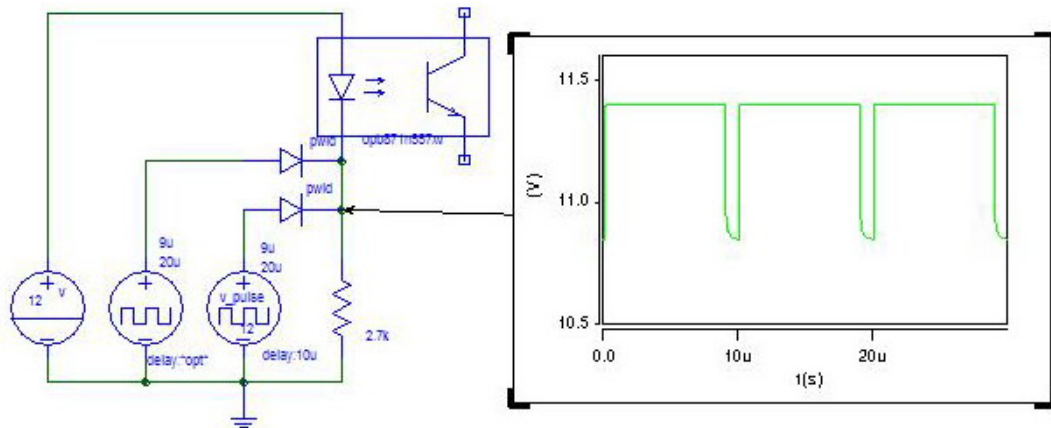 pwld
pwld
9u
20u
9u
20u
12
v
v_pulse
12
2.7k
delay:"opt"
delay:10u
(V)
11.5
11.0
10.5
0.0
10u
20u
t(s)